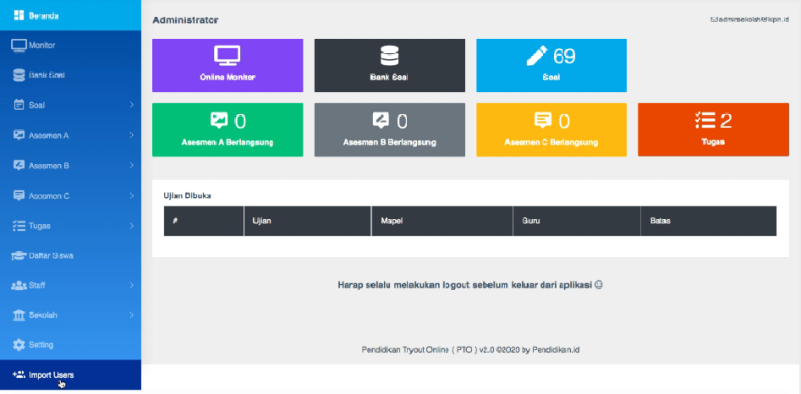 Beranda
Monitor
Bank Soal
Soal
Asesmen A
Asesmen B
Asesmen C
Tugas
Daftar Siswa
Staff
Sekolah
Setting
Import Users
Administrator
Online Monitor
Bank Soal
69
Soal
0
Asesmen A Berlangsung
0
Asesmen B Berlangsung
0
Asesmen C Berlangsung
2
Tugas
Ujian Dibuka
# Ujian Mapel Guru Batas
Harap selalu melakukan logout sebelum keluar dari aplikasi
Pendidikan Tryout Online ( PTO ) v2.0 ©2020 by Pendidikan.id